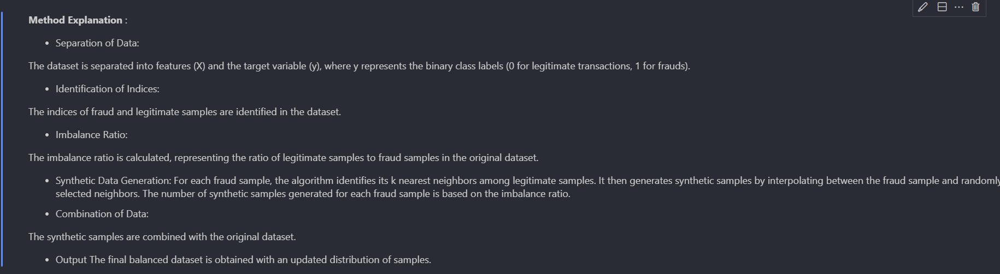 Method Explanation :
• Separation of Data:
The dataset is separated into features (X) and the target variable (y), where y represents the binary class labels (0 for legitimate transactions, 1 for frauds).
• Identification of Indices:
The indices of fraud and legitimate samples are identified in the dataset.
• Imbalance Ratio:
The imbalance ratio is calculated, representing the ratio of legitimate samples to fraud samples in the original dataset.
• Synthetic Data Generation: For each fraud sample, the algorithm identifies its k nearest neighbors among legitimate samples. It then generates synthetic samples by interpolating between the fraud sample and randomly
selected neighbors. The number of synthetic samples generated for each fraud sample is based on the imbalance ratio.
• Combination of Data:
The synthetic samples are combined with the original dataset.
• Output The final balanced dataset is obtained with an updated distribution of samples.